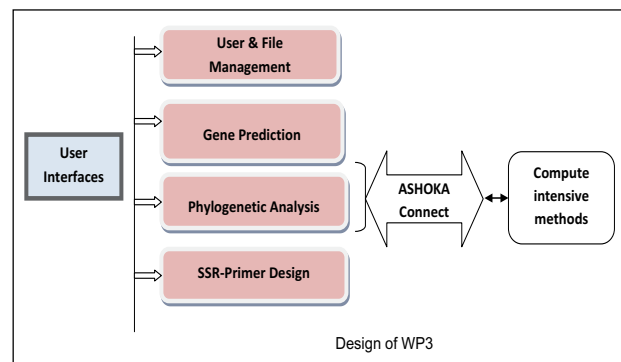 User & File
Management
Gene Prediction
User
Interfaces
Phylogenetic Analysis
ASHOKA
Connect
Compute
intensive
methods
SSR-Primer Design
Design of WP3